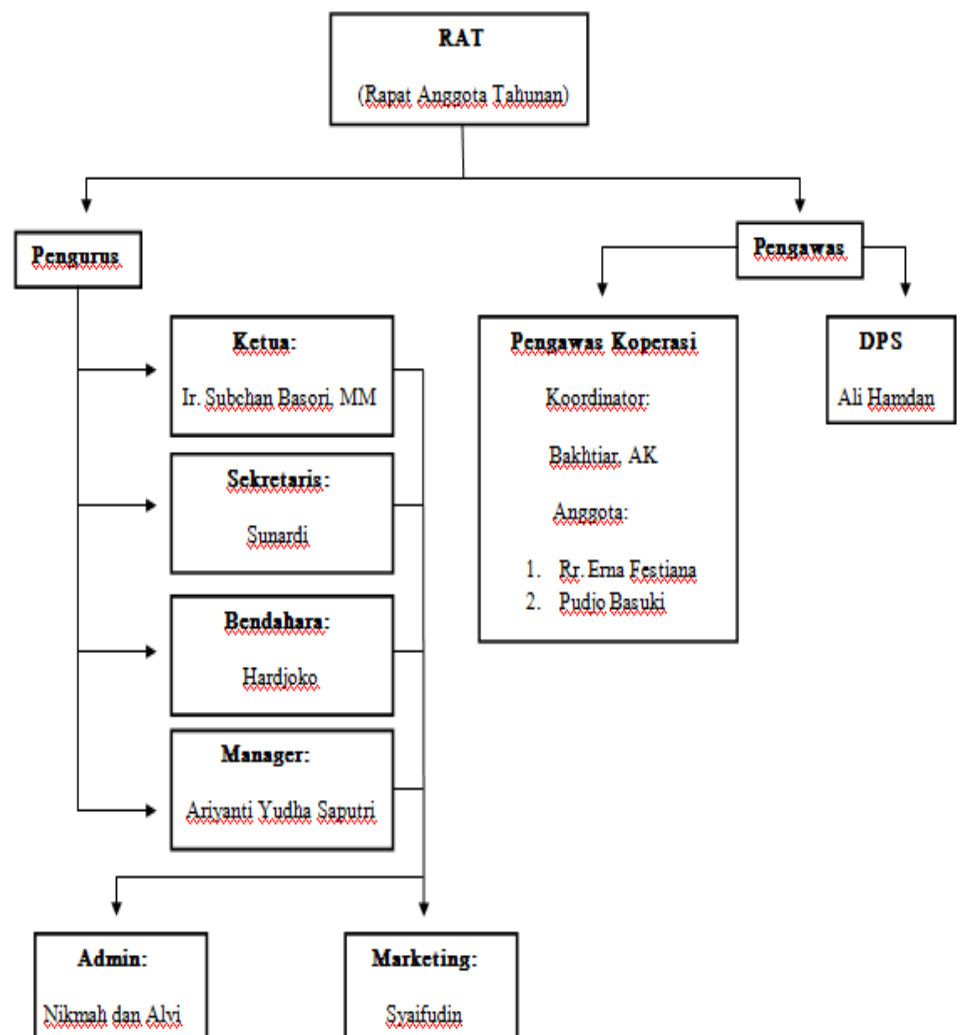 RAT
(Rapat Anggota Tahunan)
Pengurus
Pengawas
Ketua:
Ir. Subchan Basori, MM
Sekretaris:
Sunardi
Bendahara:
Hardjoko
Manager:
Ariyanti Yudha Saputri
Pengawas Koperasi
Koordinator:
Bakhtiar, AK
Anggota:
1. Rr. Erna Festiana
2. Pudjo Basuki
DPS
Ali Hamdan
Admin:
Nikmah dan Alvi
Marketing:
Syaifudin